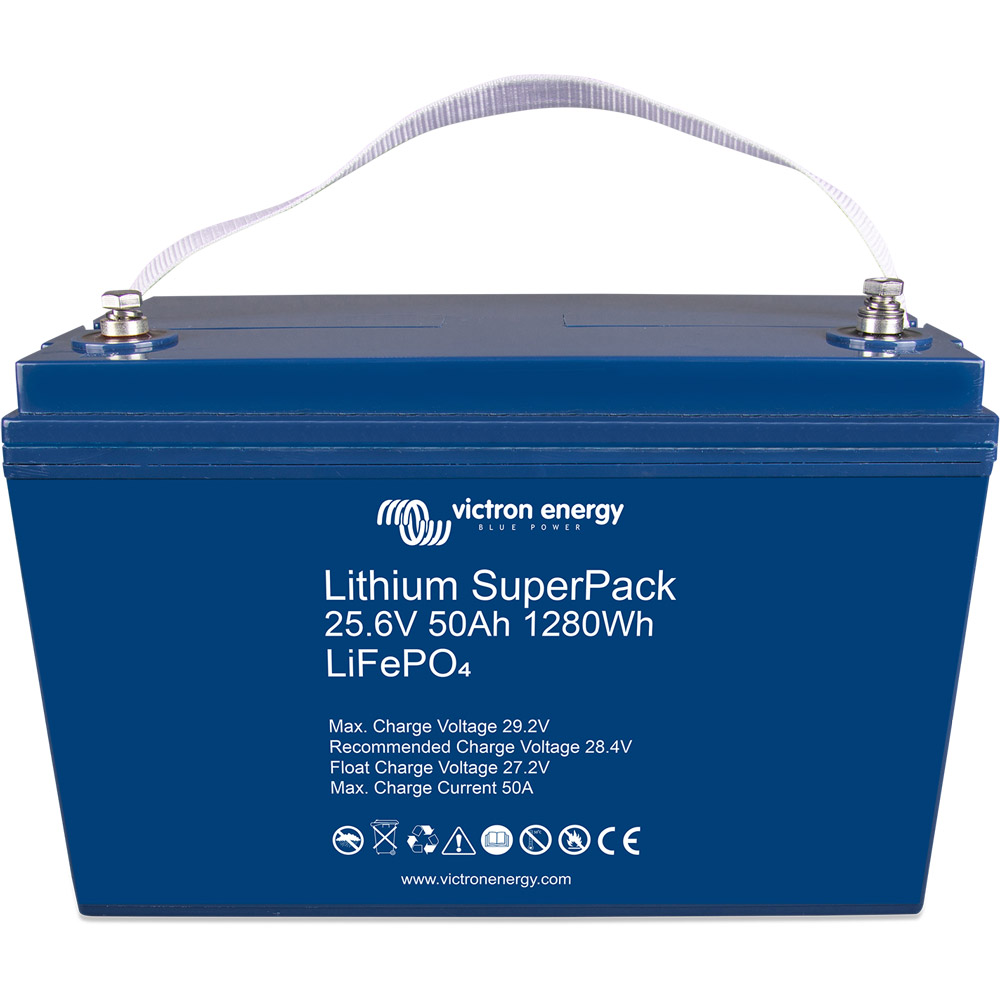 victron energy
BLUE POWER
Lithium SuperPack
25.6V 50Ah 1280Wh
LiFePO₄
Max. Charge Voltage 29.2V
Recommended Charge Voltage 28.4V
Float Charge Voltage 27.2V
Max. Charge Current 50A
CE
www.victronenergy.com